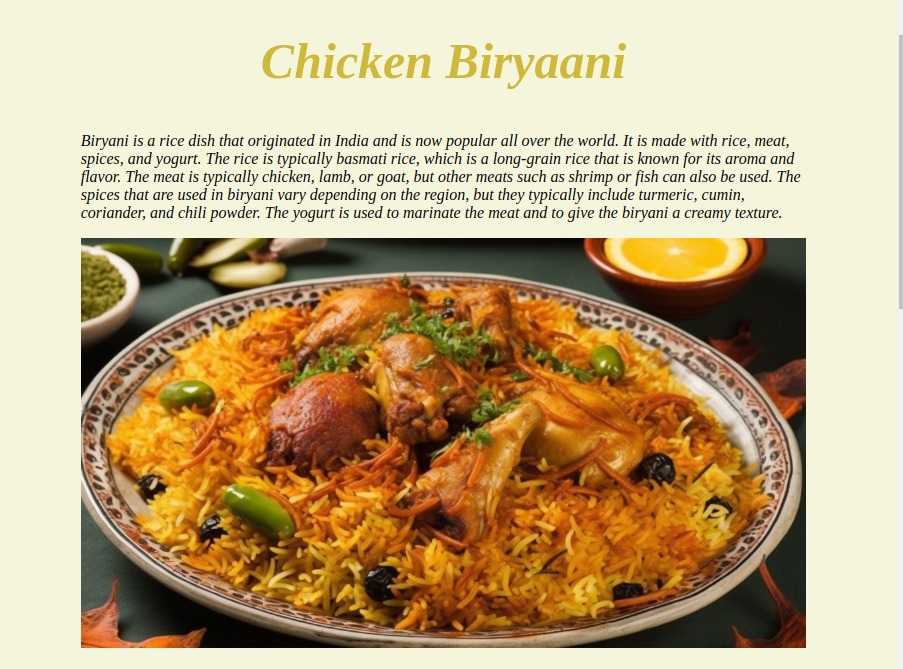 Chicken Biryaani
Biryani is a rice dish that originated in India and is now popular all over the world. It is made with rice, meat,
spices, and yogurt. The rice is typically basmati rice, which is a long-grain rice that is known for its aroma and
flavor. The meat is typically chicken, lamb, or goat, but other meats such as shrimp or fish can also be used. The
spices that are used in biryani vary depending on the region, but they typically include turmeric, cumin,
coriander, and chili powder. The yogurt is used to marinate the meat and to give the biryani a creamy texture.